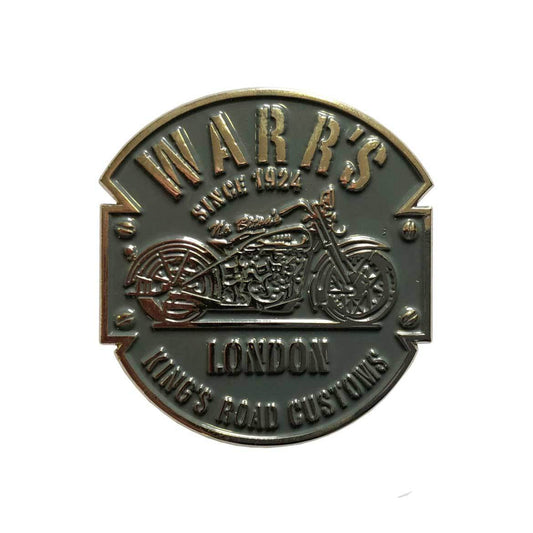 WARR'S
SINCE 1924
LONDON
KING'S ROAD CUSTOMS